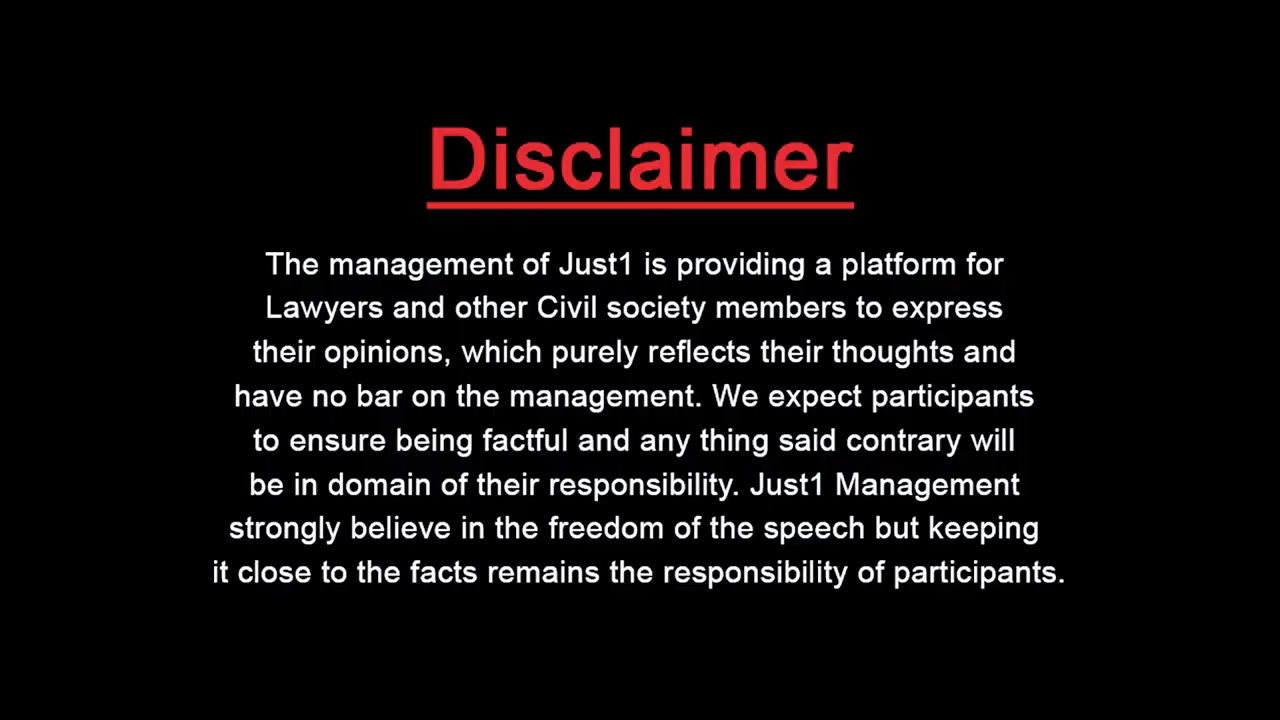 Disclaimer
The management of Just1 is providing a platform for
Lawyers and other Civil society members to express
their opinions, which purely reflects their thoughts and
have no bar on the management. We expect participants
to ensure being factful and any thing said contrary will
be in domain of their responsibility. Just1 Management
strongly believe in the freedom of the speech but keeping
it close to the facts remains the responsibility of participants.